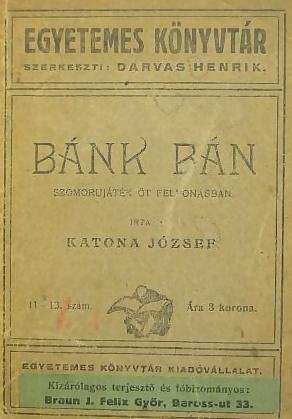 EGYETEMES KÖNYVTÁR
SZERKESZTI: DARVAS HENRIK.
BÁNK BÁN
SZOMORUJÁTÉK ÖT FELVONÁSBAN
IRTA
KATONA JÓZSEF
11—13. szám.
Ára 3 korona.
EGYETEMES KÖNYVTÁR KIADÓVÁLLALAT.
Kizárólagos terjesztő és főbizományos:
Braun J. Felix Győr, Baross-ut 33.